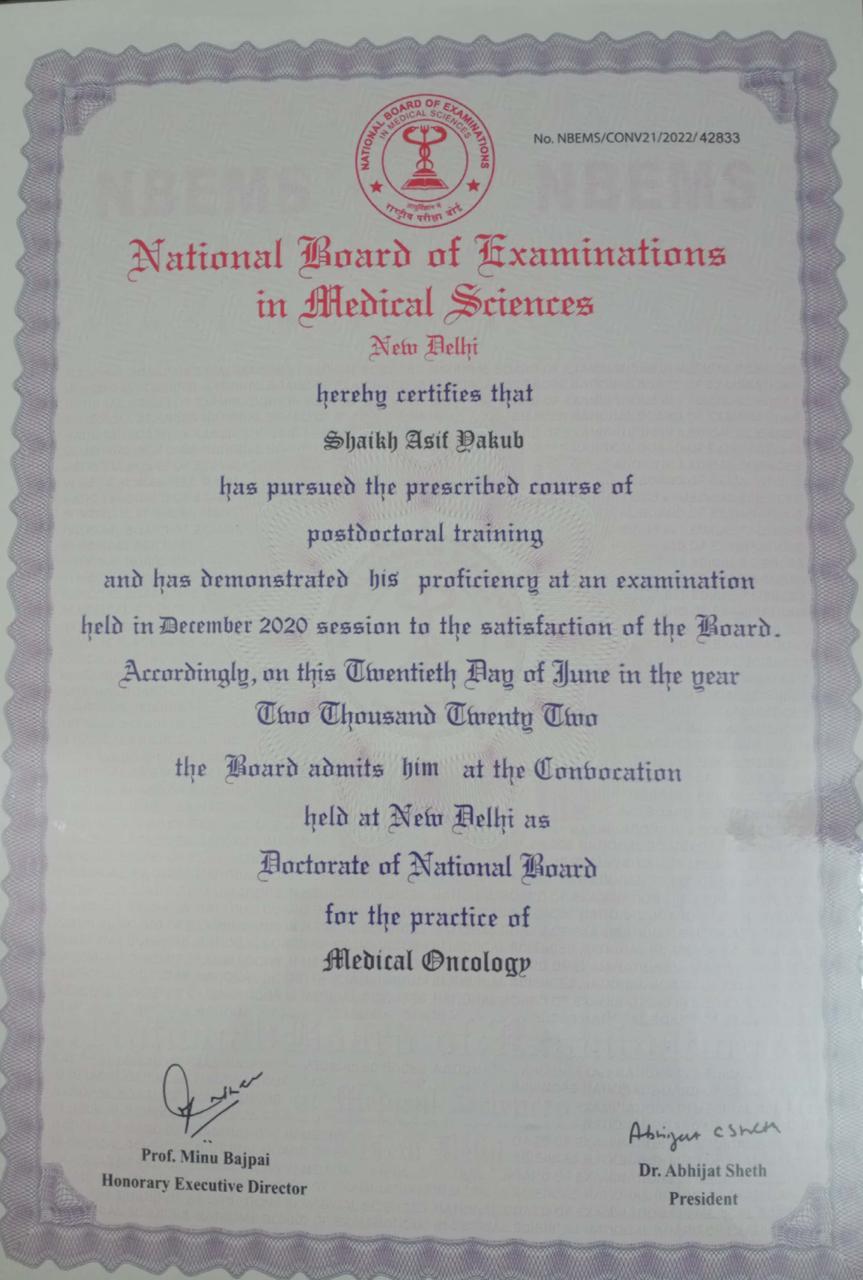 NATIONAL BOARD OF EXAMINATIONS
IN MEDICAL SCIENCES
आयुर्विज्ञान में
राष्ट्रीय परीक्षा बोर्ड
No. NBEMS/CONV21/2022/42833
NBEMS NBEMS
National Board of Examinations
in Medical Sciences
New Delhi
hereby certifies that
Shaikh Asif Yakub
has pursued the prescribed course of
postdoctoral training
and has demonstrated his proficiency at an examination
held in December 2020 session to the satisfaction of the Board.
Accordingly, on this Twentieth Day of June in the year
Two Thousand Twenty Two
the Board admits him at the Convocation
held at New Delhi as
Doctorate of National Board
for the practice of
Medical Oncology
Abhijat C Sheth
Prof. Minu Bajpai
Honorary Executive Director
Dr. Abhijat Sheth
President